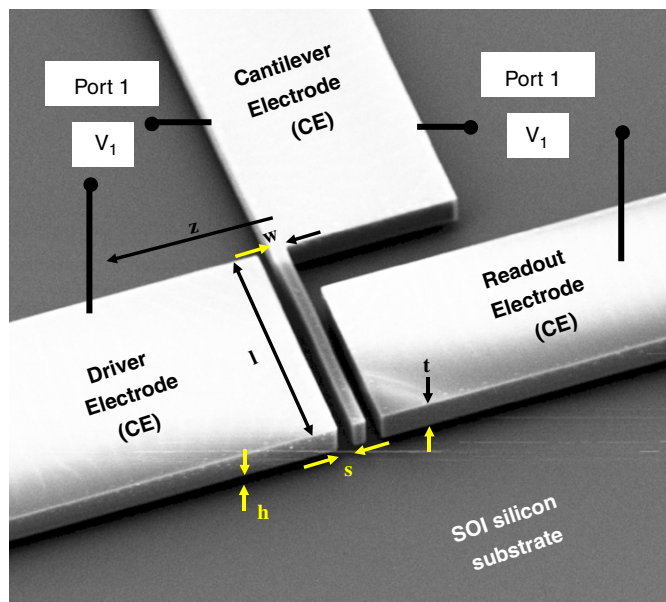 Cantilever
Electrode
(CE)
Port 1
V1
Port 1
V1
z
w
Readout
Electrode
(CE)
Driver
Electrode
(CE)
l
t
s
h
SOI silicon
substrate